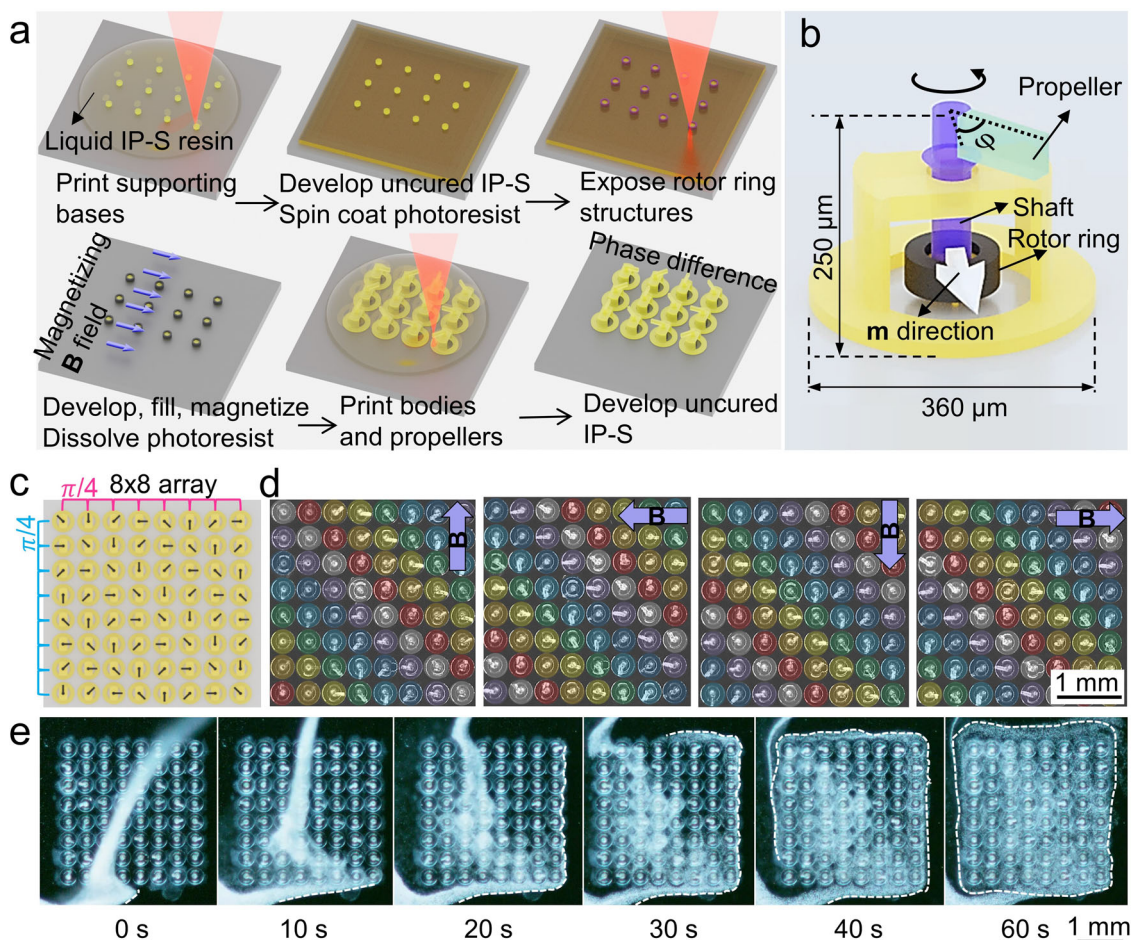 a
Liquid IP-S resin
Print supporting
bases
Develop uncured IP-S
Spin coat photoresist
Expose rotor ring
structures
Magnetizing
B field
Phase difference
Develop, fill, magnetize
Dissolve photoresist
Print bodies
and propellers
Develop uncured
IP-S
b
Propeller
φ
Shaft
Rotor ring
m direction
250 μm
360 μm
c
π/4
8x8 array
π/4
d
B
B
B
B
1 mm
e
0 s
10 s
20 s
30 s
40 s
60 s
1 mm